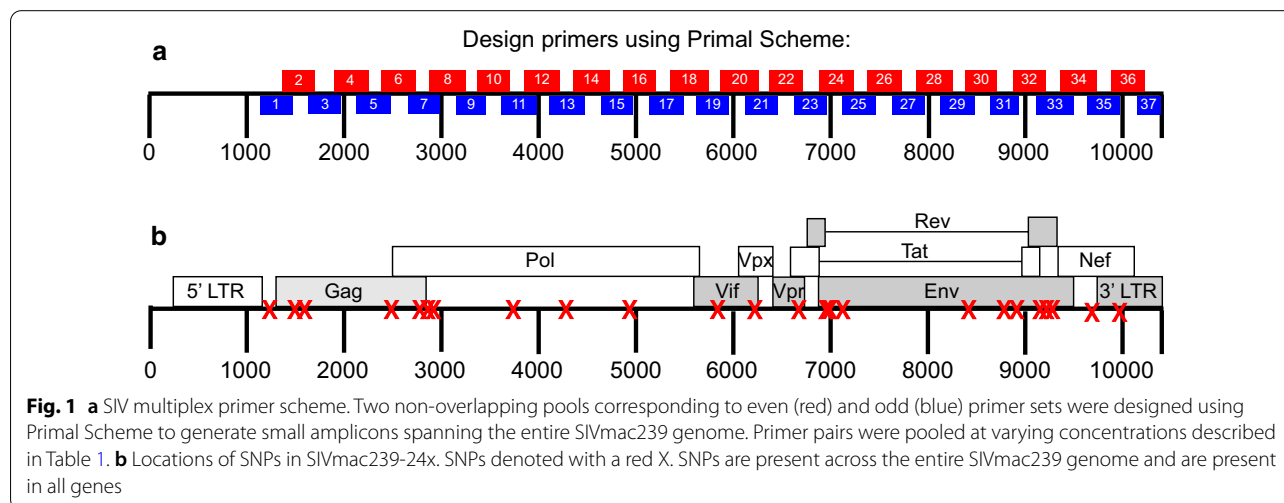 a
Design primers using Primal Scheme:
2 4 6 8 10 12 14 16 18 20 22 24 26 28 30 32 34 36
1 3 5 7 9 11 13 15 17 19 21 23 25 27 29 31 33 35 37
0 1000 2000 3000 4000 5000 6000 7000 8000 9000 10000
b
Rev
Pol Vpx Tat Nef
5' LTR Gag Vif Vpr Env 3' LTR
X X X X X X X X X X X X X X X X X X X X X X X X
0 1000 2000 3000 4000 5000 6000 7000 8000 9000 10000
Fig. 1 a SIV multiplex primer scheme. Two non-overlapping pools corresponding to even (red) and odd (blue) primer sets were designed using
Primal Scheme to generate small amplicons spanning the entire SIVmac239 genome. Primer pairs were pooled at varying concentrations described
in Table 1. b Locations of SNPs in SIVmac239-24x. SNPs denoted with a red X. SNPs are present across the entire SIVmac239 genome and are present
in all genes